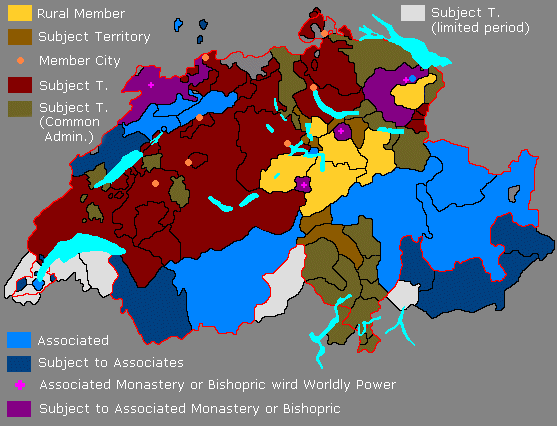 Rural Member
Subject Territory
Member City
Subject T.
Subject T.
(Common
Admin.)
Subject T.
(limited period)
Associated
Subject to Associates
Associated Monastery or Bishopric wird Worldly Power
Subject to Associated Monastery or Bishopric